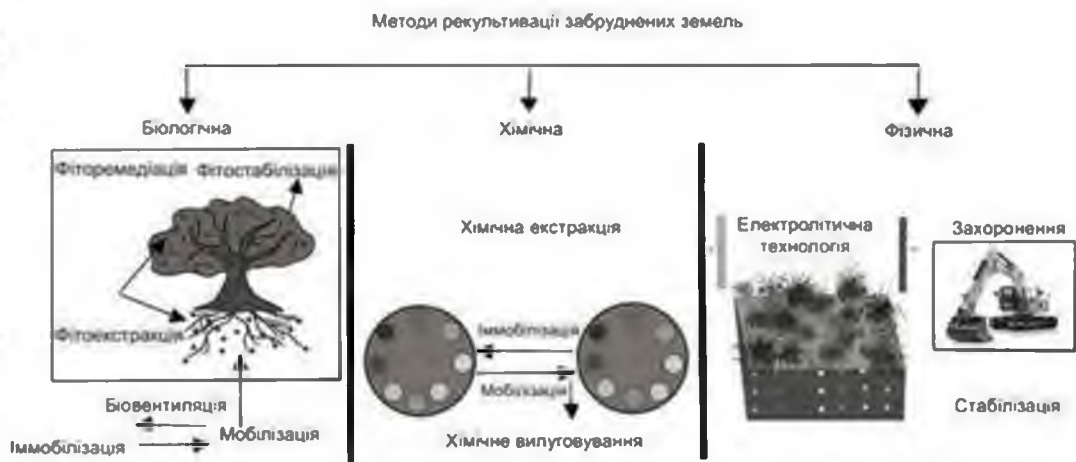 Методи рекультивації забруднених земель
Біологічна
Хімічна
Фізична
Фіторемедіація Фітостабілізація
Фітоекстракція
Біовентиляція
Мобілізація
Іммобілізація
Хімічна екстракція
Іммобілізація
Мобілізація
Хімічне вилуговування
Електролітична
технологія
Захоронення
Стабілізація